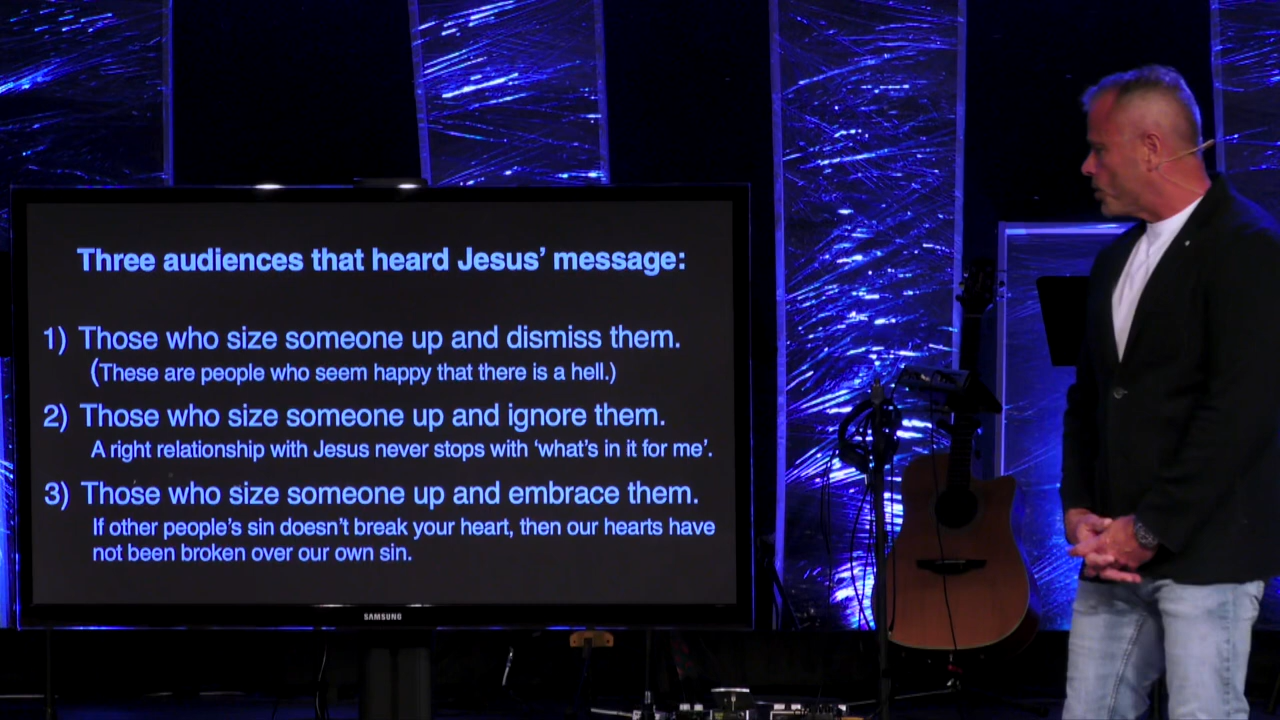 Three audiences that heard Jesus' message:
1) Those who size someone up and dismiss them.
(These are people who seem happy that there is a hell.)
2) Those who size someone up and ignore them.
A right relationship with Jesus never stops with 'what's in it for me'.
3) Those who size someone up and embrace them.
If other people's sin doesn't break your heart, then our hearts have
not been broken over our own sin.
SAMSUNG